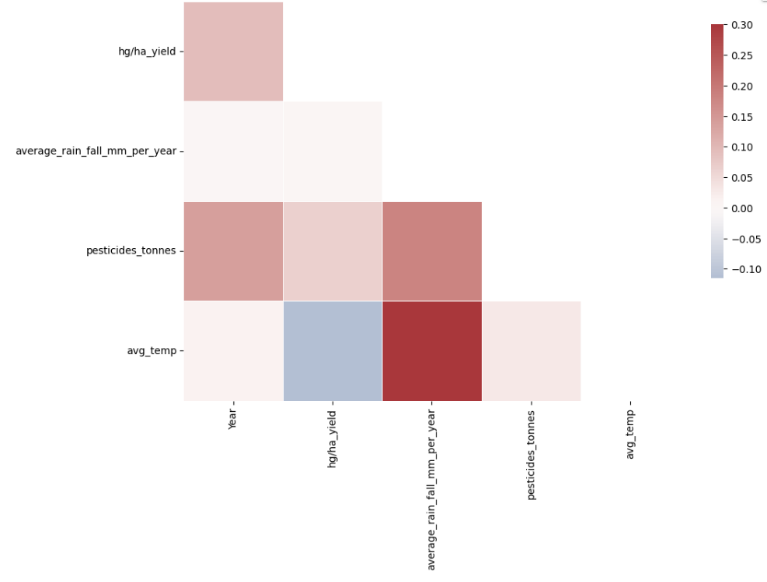 hg/ha_yield
average_rain_fall_mm_per_year
pesticides_tonnes
avg_temp
Year
hg/ha_yield
average_rain_fall_mm_per_year
pesticides_tonnes
avg_temp
0.30
0.25
0.20
0.15
0.10
0.05
0.00
−0.05
−0.10